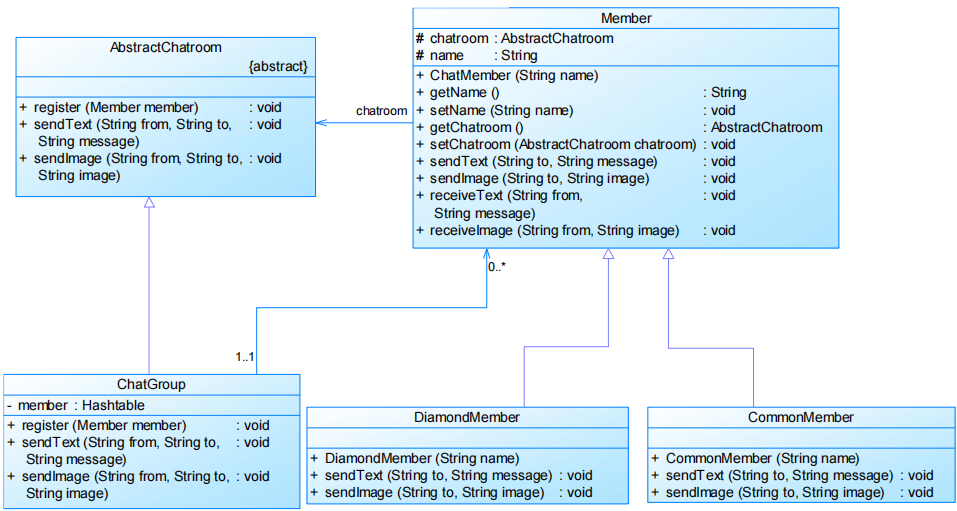 AbstractChatroom
{abstract}
+ register (Member member) : void
+ sendText (String from, String to, : void
String message)
+ sendImage (String from, String to, : void
String image)
chatroom
Member
# chatroom : AbstractChatroom
# name : String
+ ChatMember (String name)
+ getName () : String
+ setName (String name) : void
+ getChatroom () : AbstractChatroom
+ setChatroom (AbstractChatroom chatroom) : void
+ sendText (String to, String message) : void
+ sendImage (String to, String image) : void
+ receiveText (String from, : void
String message)
+ receiveImage (String from, String image) : void
0..*
1..1
ChatGroup
- member : Hashtable
+ register (Member member) : void
+ sendText (String from, String to, : void
String message)
+ sendImage (String from, String to, : void
String image)
DiamondMember
+ DiamondMember (String name)
+ sendText (String to, String message) : void
+ sendImage (String to, String image) : void
CommonMember
+ CommonMember (String name)
+ sendText (String to, String message) : void
+ sendImage (String to, String image) : void